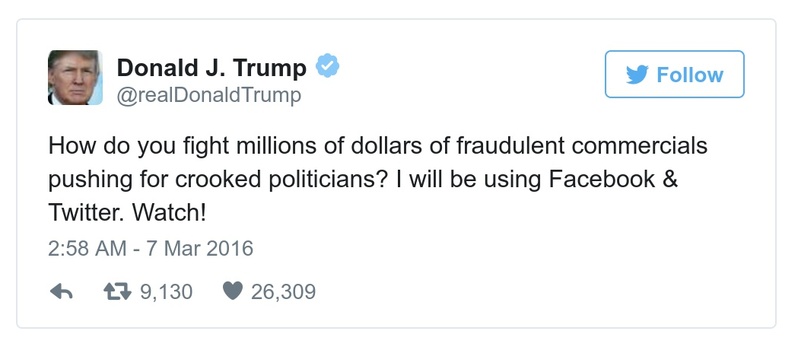 Donald J. Trump
@realDonaldTrump
Follow
How do you fight millions of dollars of fraudulent commercials
pushing for crooked politicians? I will be using Facebook &
Twitter. Watch!
2:58 AM - 7 Mar 2016
9,130 26,309